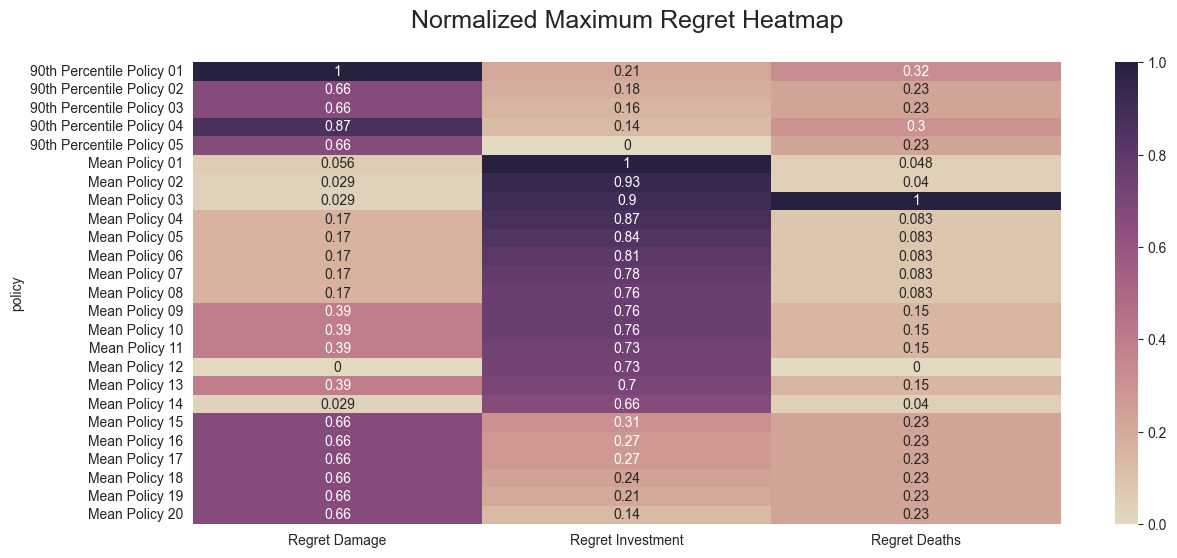 Normalized Maximum Regret Heatmap
90th Percentile Policy 01 1 0.21 0.32
90th Percentile Policy 02 0.66 0.18 0.23
90th Percentile Policy 03 0.66 0.16 0.23
90th Percentile Policy 04 0.87 0.14 0.3
90th Percentile Policy 05 0.66 0 0.23
Mean Policy 01 0.056 1 0.048
Mean Policy 02 0.029 0.93 0.04
Mean Policy 03 0.029 0.9 1
Mean Policy 04 0.17 0.87 0.083
Mean Policy 05 0.17 0.84 0.083
Mean Policy 06 0.17 0.81 0.083
Mean Policy 07 0.17 0.78 0.083
Mean Policy 08 0.17 0.76 0.083
Mean Policy 09 0.39 0.76 0.15
Mean Policy 10 0.39 0.76 0.15
Mean Policy 11 0.39 0.73 0.15
Mean Policy 12 0 0.73 0
Mean Policy 13 0.39 0.7 0.15
Mean Policy 14 0.029 0.66 0.04
Mean Policy 15 0.66 0.31 0.23
Mean Policy 16 0.66 0.27 0.23
Mean Policy 17 0.66 0.27 0.23
Mean Policy 18 0.66 0.24 0.23
Mean Policy 19 0.66 0.21 0.23
Mean Policy 20 0.66 0.14 0.23
policy
Regret Damage Regret Investment Regret Deaths
1.0
0.8
0.6
0.4
0.2
0.0